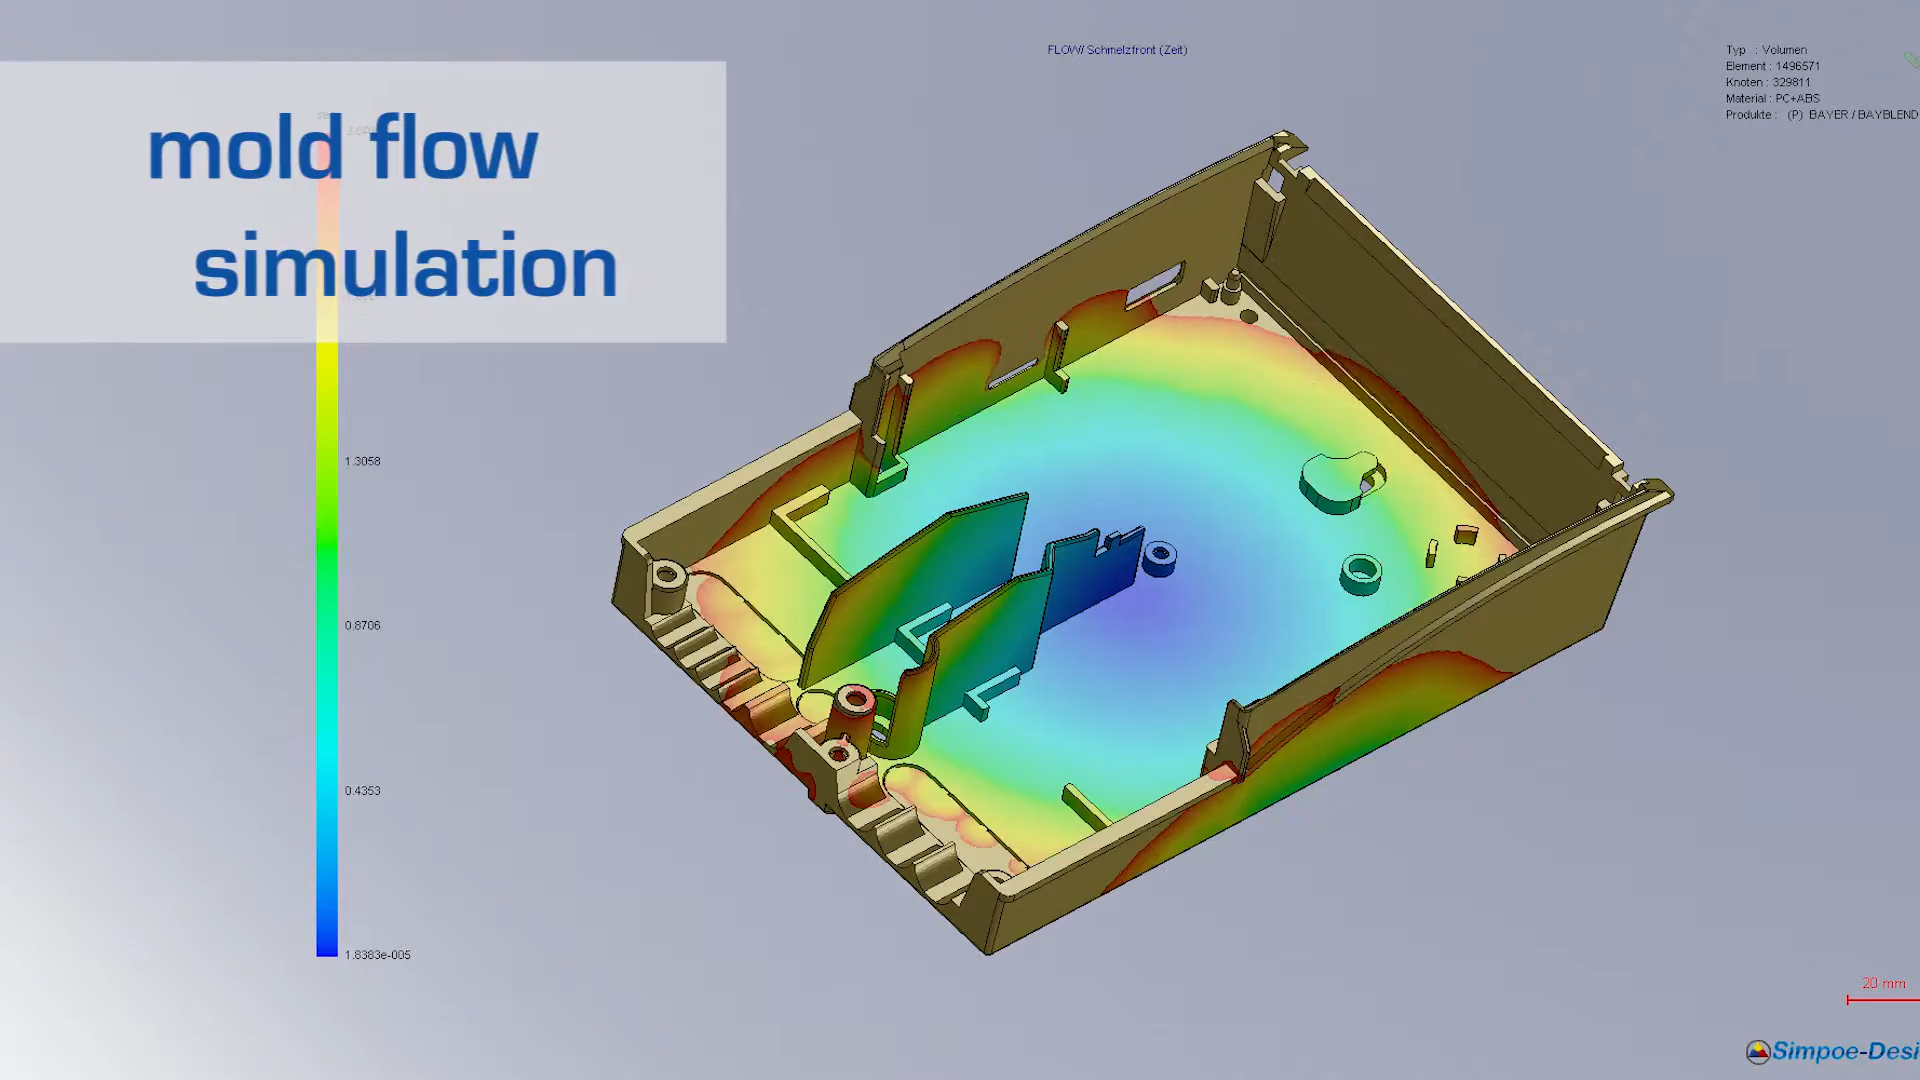 mold flow
simulation
FLOW/ Schmelzfront (Zeit)
Typ : Volumen
Element : 1496571
Knoten : 329811
Material : PC+ABS
Produkte : (P) BAYER / BAYBLEND
1.3058
0.8706
0.4353
1.8383e-005
20 mm
Simpoe-Desi